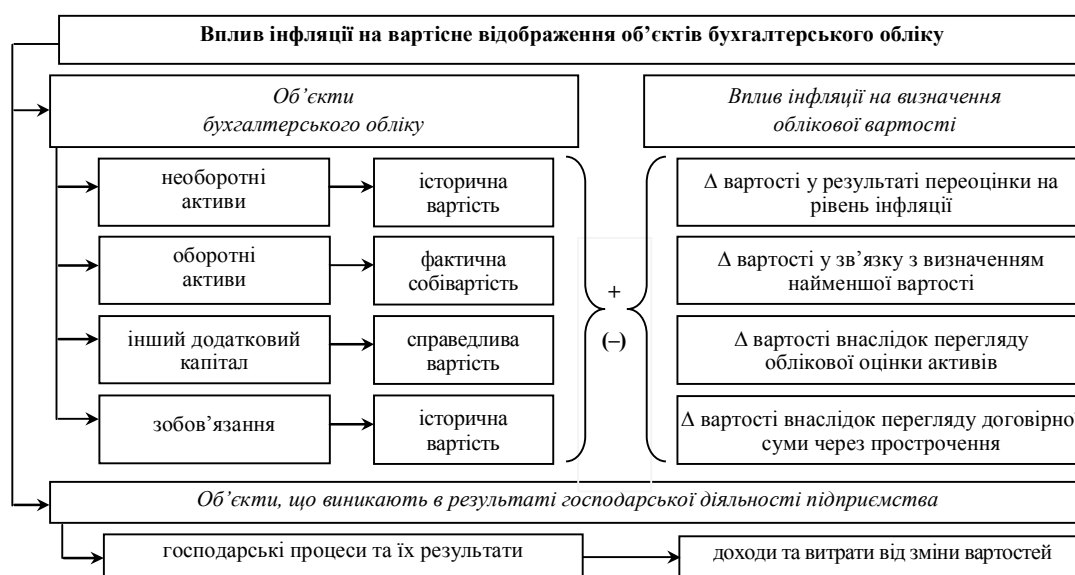 Вплив інфляції на вартісне відображення об’єктів бухгалтерського обліку
Об’єкти
бухгалтерського обліку
Вплив інфляції на визначення
облікової вартості
необоротні
активи
історична
вартість
Δ вартості у результаті переоцінки на
рівень інфляції
оборотні
активи
фактична
собівартість
Δ вартості у зв’язку з визначенням
найменшої вартості
+
(–)
інший додатковий
капітал
справедлива
вартість
Δ вартості внаслідок перегляду
облікової оцінки активів
зобов’язання
історична
вартість
Δ вартості внаслідок перегляду договірної
суми через прострочення
Об’єкти, що виникають в результаті господарської діяльності підприємства
господарські процеси та їх результати
доходи та витрати від зміни вартостей